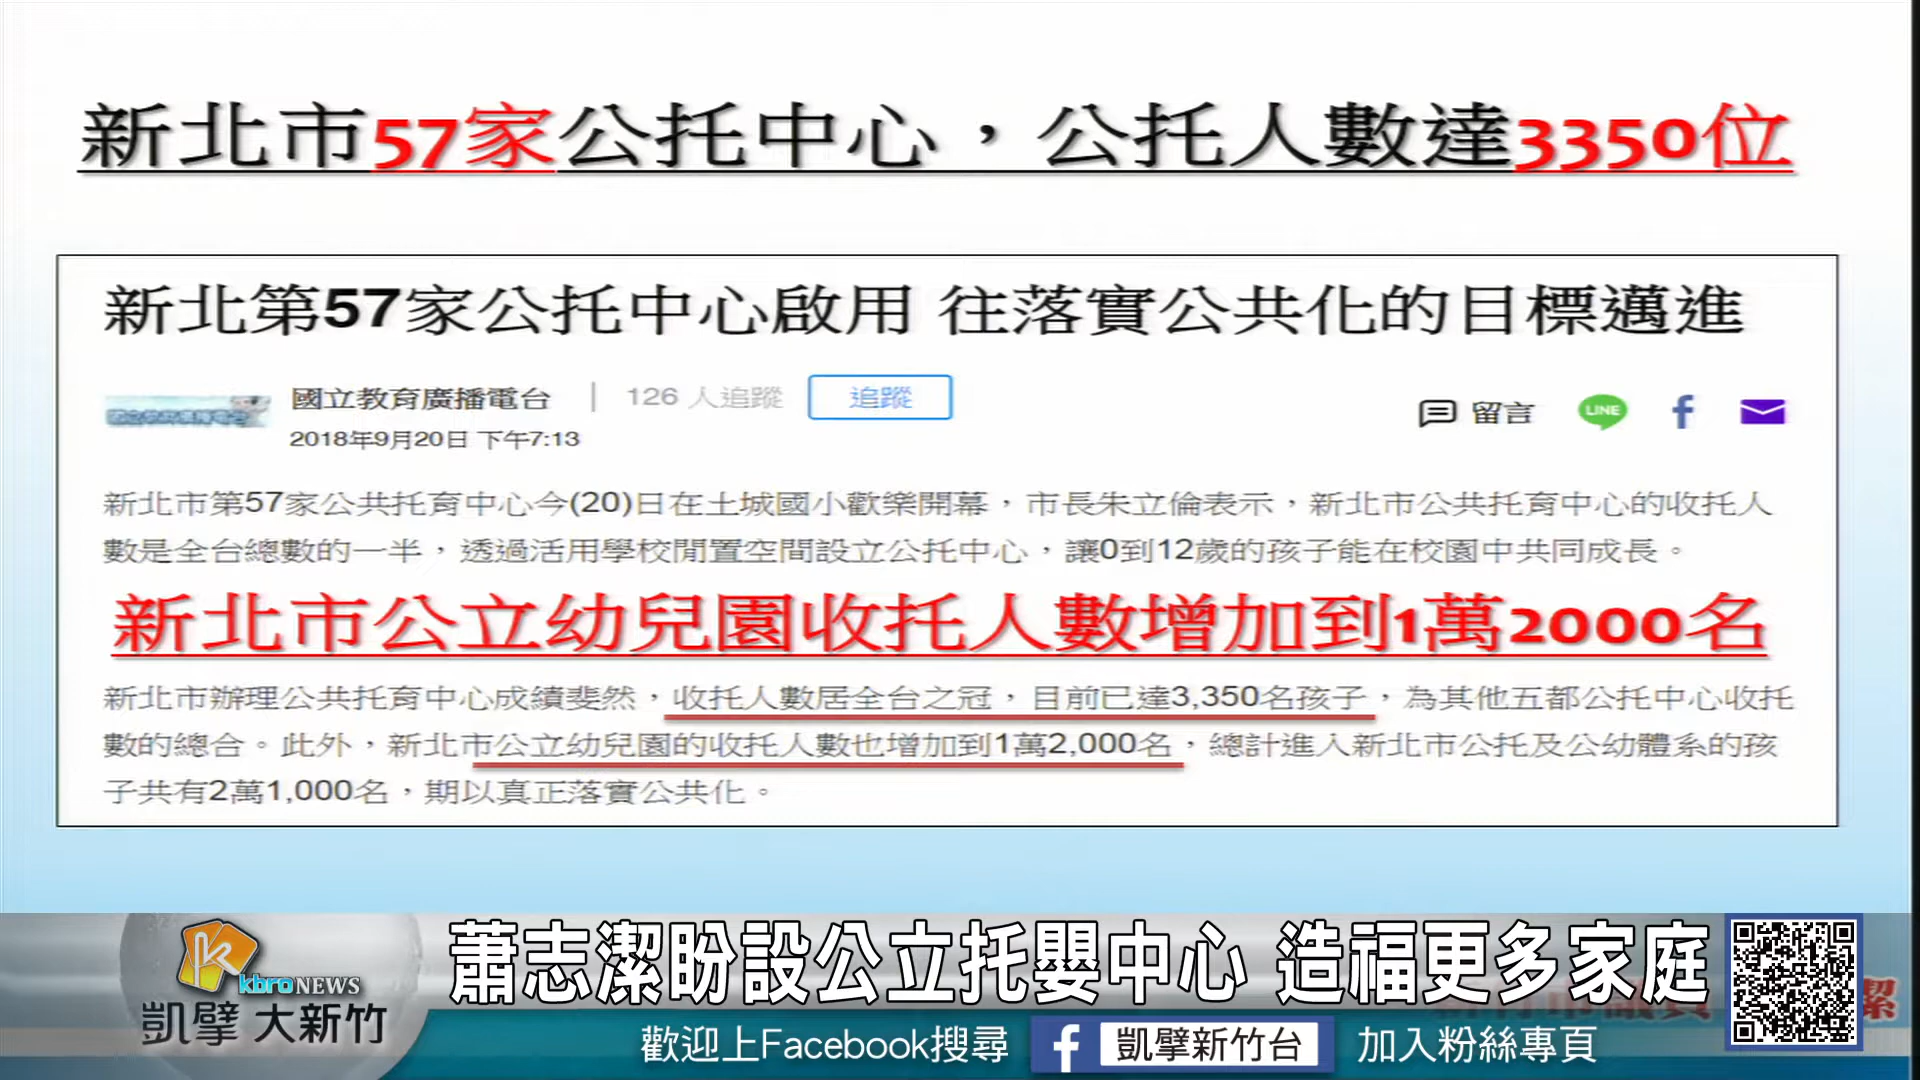 新北市57家公托中心，公托人數達3350位
新北第57家公托中心啟用 往落實公共化的目標邁進
國立教育廣播電台 | 126 人追蹤 追蹤
2018年9月20日 下午7:13
留言 LINE
新北市第57家公共托育中心今(20)日在土城國小歡樂開幕，市長朱立倫表示，新北市公共托育中心的收托人
數是全台總數的一半，透過活用學校閒置空間設立公托中心，讓0到12歲的孩子能在校園中共同成長。
新北市公立幼兒園收托人數增加到1萬2000名
新北市辦理公共托育中心成績斐然，收托人數居全台之冠，目前已達3,350名孩子，為其他五都公托中心收托
數的總合。此外，新北市公立幼兒園的收托人數也增加到1萬2,000名，總計進入新北市公托及公幼體系的孩
子共有2萬1,000名，期以真正落實公共化。
kbro NEWS
凱擘 大新竹
蕭志潔盼設公立托嬰中心 造福更多家庭
歡迎上Facebook搜尋 f 凱擘新竹台 加入粉絲專頁